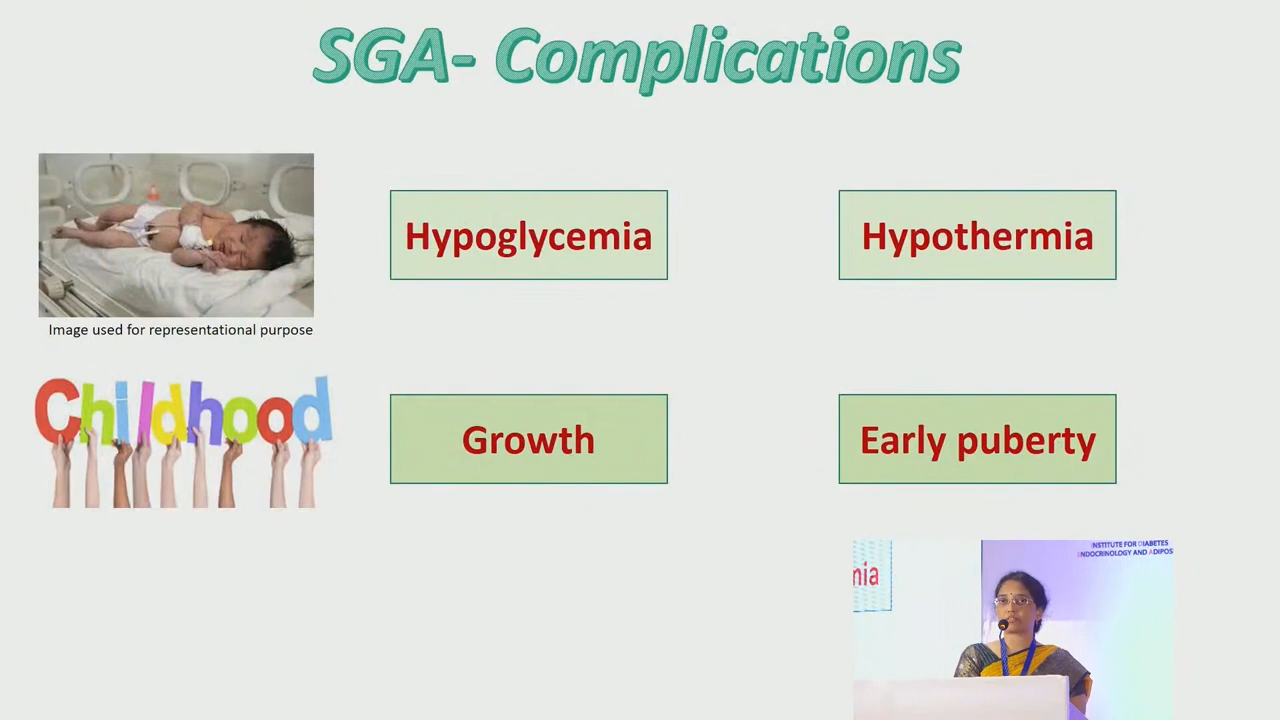 SGA- Complications
Hypoglycemia
Hypothermia
Image used for representational purpose
Childhood
Growth
Early puberty
INSTITUTE FOR DIABETES
ENDOCRINOLOGY AND ADIPOS
mia